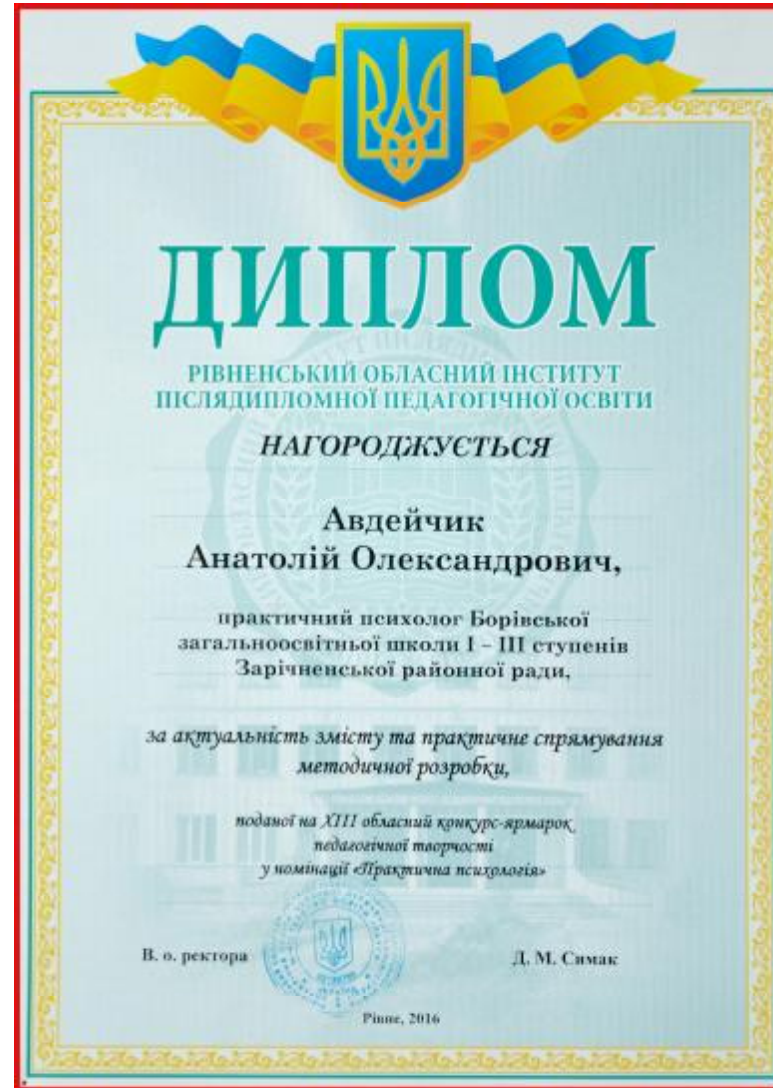 ДИПЛОМ
РІВНЕНСЬКИЙ ОБЛАСНИЙ ІНСТИТУТ
ПІСЛЯДИПЛОМНОЇ ПЕДАГОГІЧНОЇ ОСВІТИ
НАГОРОДЖУЄТЬСЯ
Авдейчик
Анатолій Олександрович,
практичний психолог Борівської
загальноосвітньої школи І – ІІІ ступенів
Зарічненської районної ради,
за актуальність змісту та практичне спрямування
методичної розробки,
поданої на XIII обласний конкурс-ярмарок
педагогічної творчості
у номінації «Практична психологія»
В. о. ректора
Д. М. Симак
Рівне, 2016